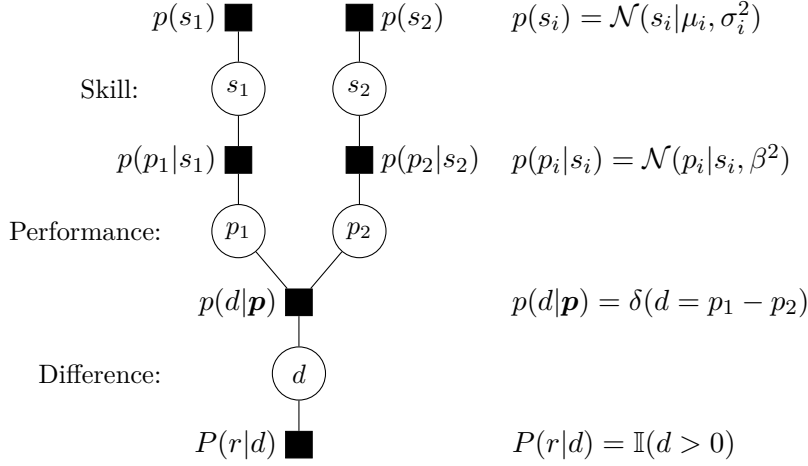 p(s₁) p(s₂) p(sᵢ) = 𝒩(sᵢ|μᵢ, σᵢ²)
Skill: s₁ s₂
p(p₁|s₁) p(p₂|s₂) p(pᵢ|sᵢ) = 𝒩(pᵢ|sᵢ, β²)
Performance: p₁ p₂
p(d|𝒑) p(d|𝒑) = δ(d = p₁ − p₂)
Difference: d
P(r|d) P(r|d) = 𝕀(d > 0)